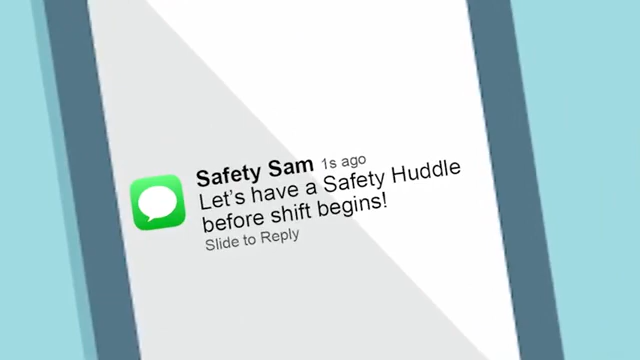 Safety Sam 1s ago
Let's have a Safety Huddle
before shift begins!
Slide to Reply